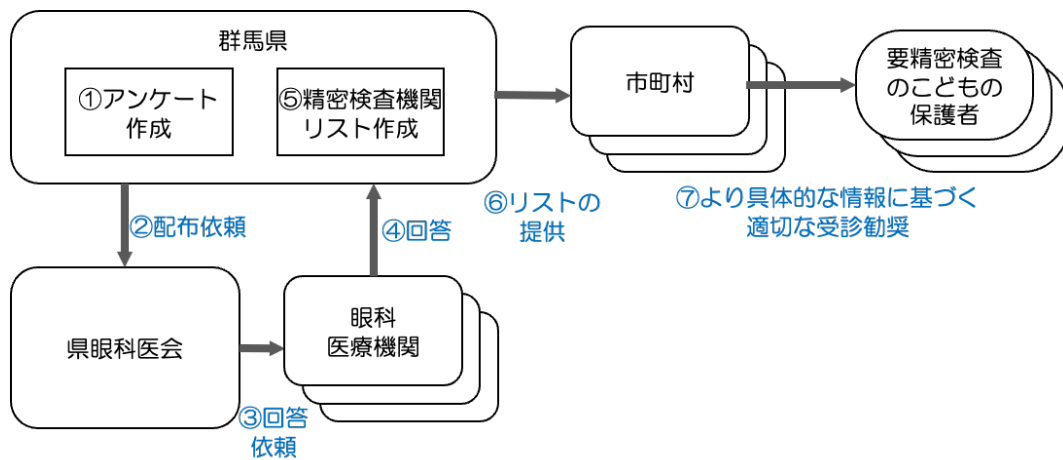 群馬県
①アンケート
作成
⑤精密検査機関
リスト作成
市町村
要精密検査
のこどもの
保護者
②配布依頼
④回答
⑥リストの
提供
⑦より具体的な情報に基づく
適切な受診勧奨
県眼科医会
眼科
医療機関
③回答
依頼